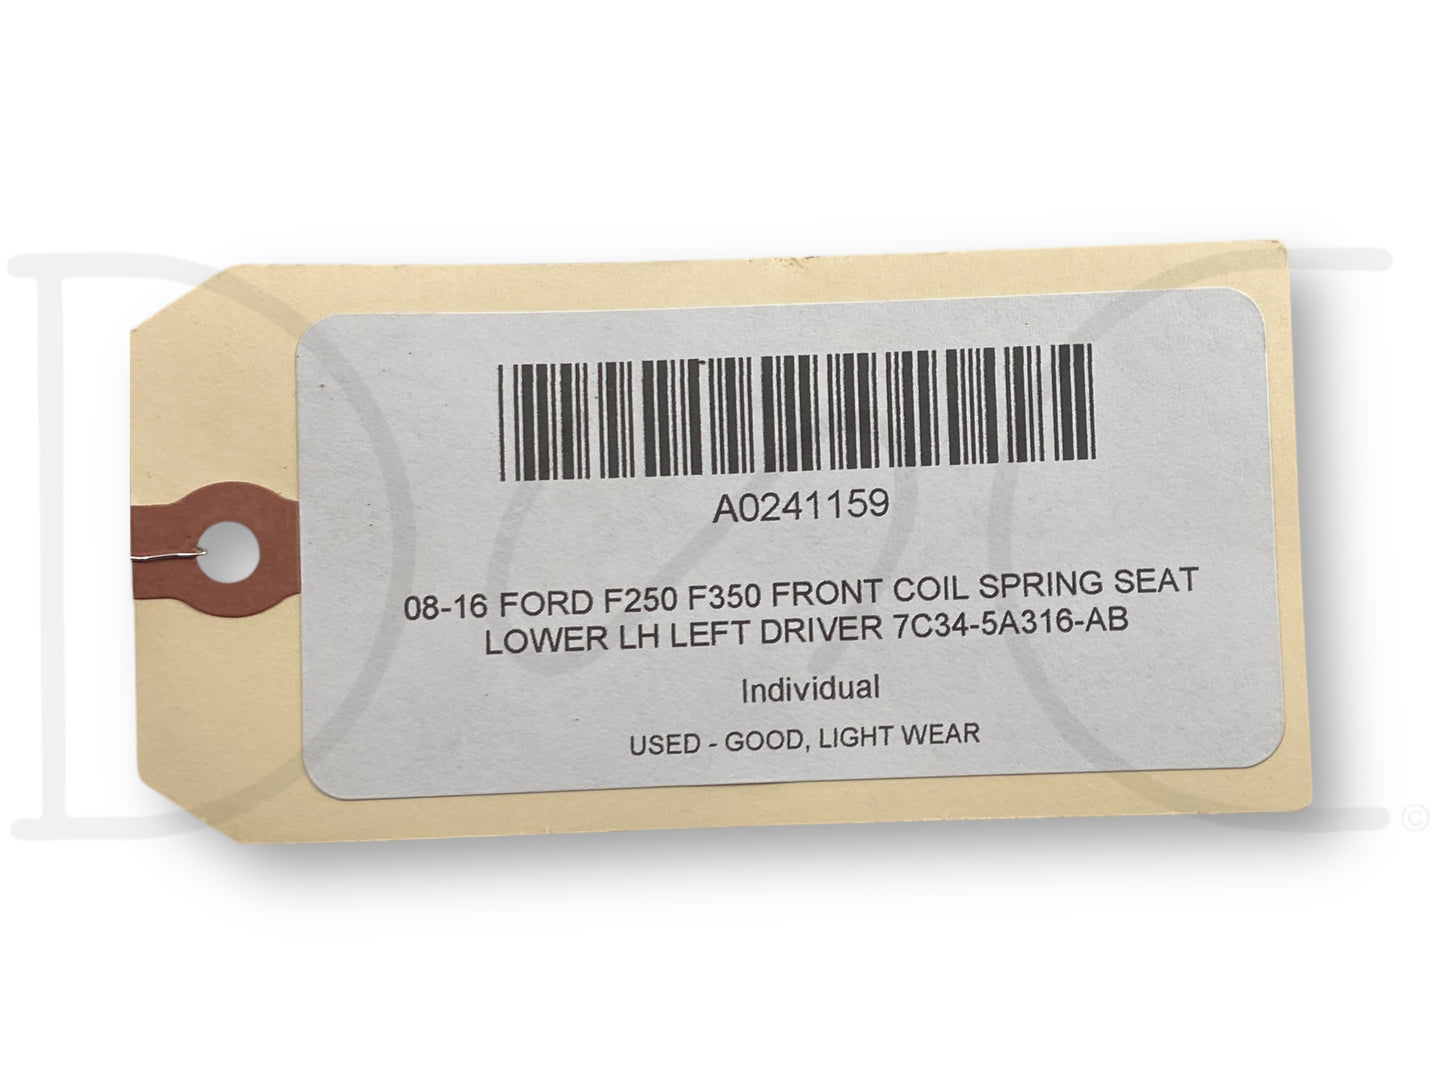 A0241159
08-16 FORD F250 F350 FRONT COIL SPRING SEAT
LOWER LH LEFT DRIVER 7C34-5A316-AB
Individual
USED - GOOD, LIGHT WEAR
©